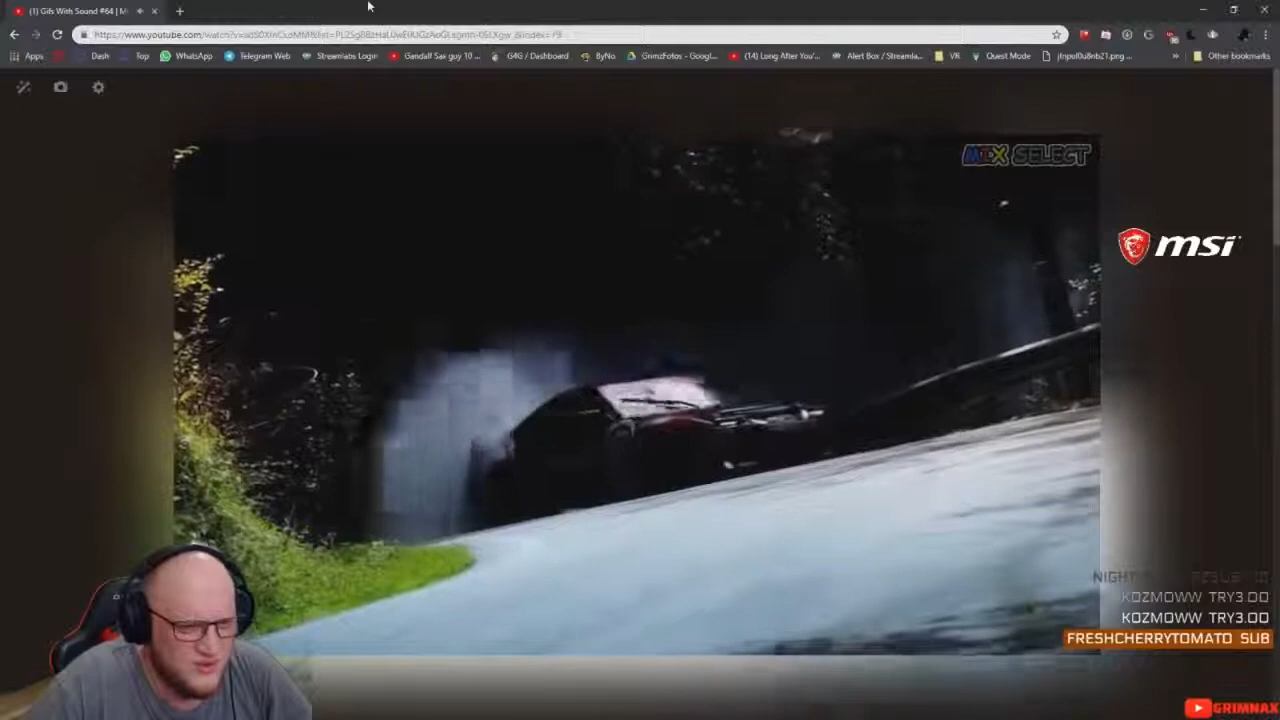 (1) Gifs With Sound #64 | M
Apps Dash Top WhatsApp Telegram Web Streamlabs Login Gandalf Sax guy 10 ... G4G / Dashboard ByNo GrimzFotos - Googl... (14) Long After You'... Alert Box / Streamla... VR Quest Mode Other bookmarks
MDX SELECT
msi
NIGHT
KOZMOWW TRY3.00
KOZMOWW TRY3.00
FRESHCHERRYTOMATO SUB
GRIMNAX